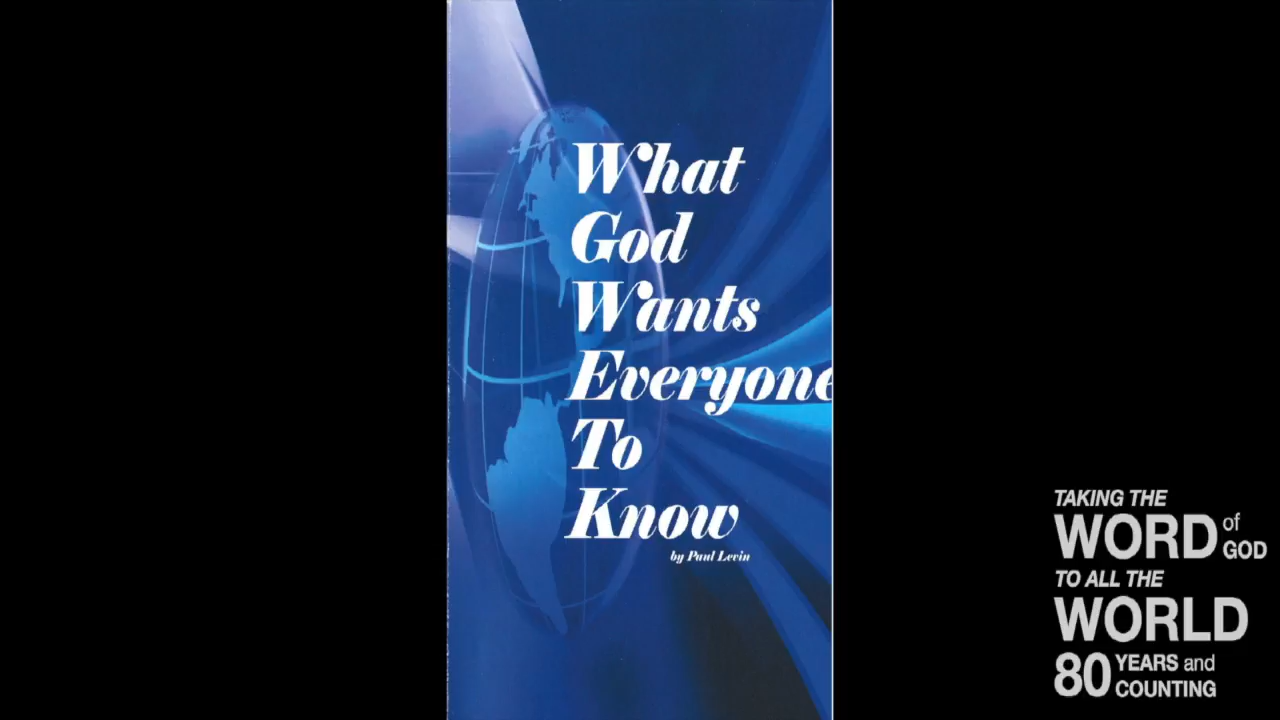 What
God
Wants
Everyone
To
Know
by Paul Levin
TAKING THE
WORD of GOD
TO ALL THE
WORLD
80 YEARS and
COUNTING